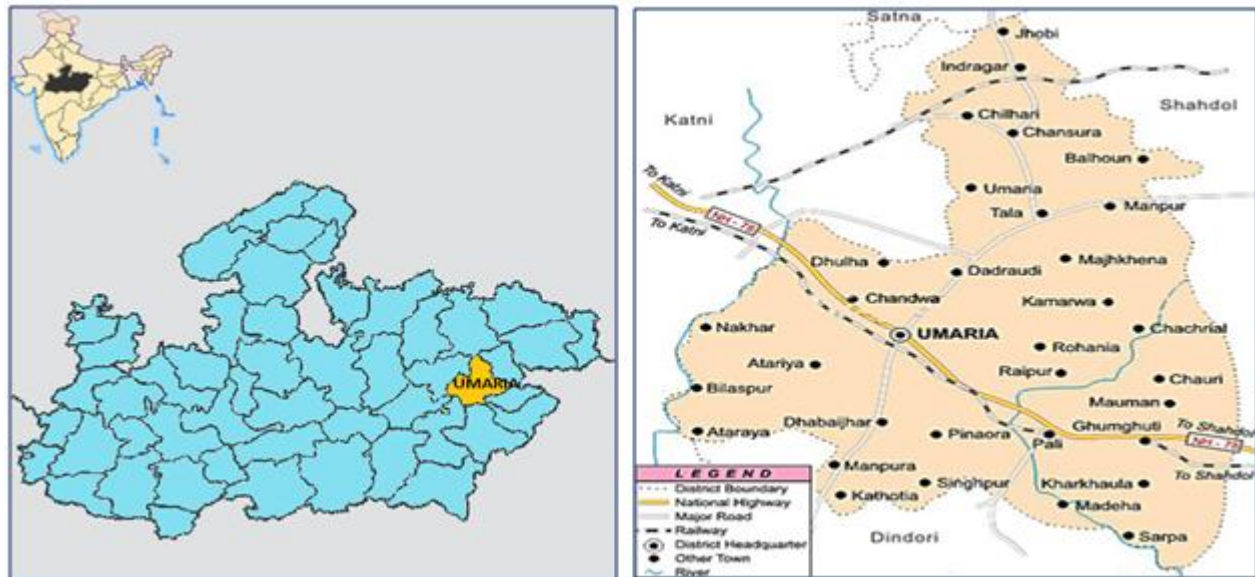 UMARIA
Satna
Jhobi
Indragar
Katni
Shahdol
Chilhari
Chansura
Balhoun
To Katni
Umaria
Tala
Manpur
NH - 78
To Katni
Dhulha
Dadraudi
Majhkhena
Chandwa
Kamarwa
Nakhar
UMARIA
Chachrial
Rohania
Atariya
Raipur
Chauri
Bilaspur
Mauman
Dhabaijhar
Ghumghuti
To Shahdol
Ataraya
Pinaora
Pali
NH - 78
Manpura
To Shahdol
Singhpur
Kharkhaula
Kathotia
Madeha
Dindori
Sarpa
LEGEND
District Boundary
National Highway
Major Road
Railway
District Headquarter
Other Town
River